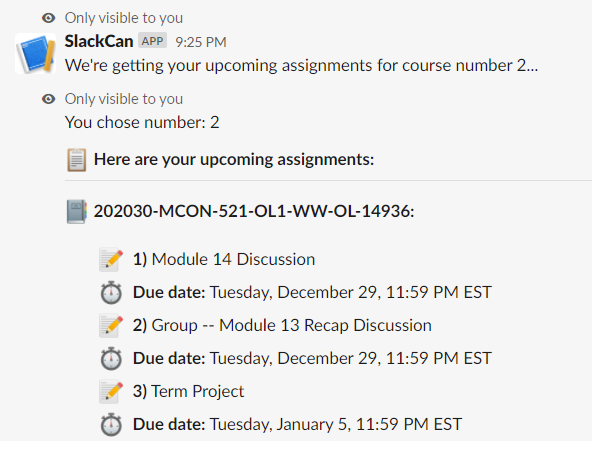 Only visible to you
SlackCan APP 9:25 PM
We're getting your upcoming assignments for course number 2...
Only visible to you
You chose number: 2
Here are your upcoming assignments:
202030-MCON-521-OL1-WW-OL-14936:
1) Module 14 Discussion
Due date: Tuesday, December 29, 11:59 PM EST
2) Group -- Module 13 Recap Discussion
Due date: Tuesday, December 29, 11:59 PM EST
3) Term Project
Due date: Tuesday, January 5, 11:59 PM EST